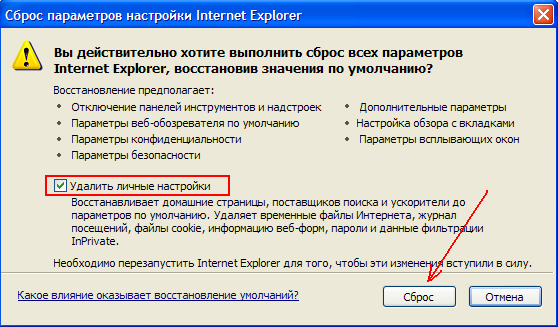 Сброс параметров настройки Internet Explorer
Вы действительно хотите выполнить сброс всех параметров
Internet Explorer, восстановив значения по умолчанию?
Восстановление предполагает:
• Отключение панелей инструментов и надстроек
• Параметры веб-обозревателя по умолчанию
• Параметры конфиденциальности
• Параметры безопасности
• Дополнительные параметры
• Настройка обзора с вкладками
• Параметры всплывающих окон
Удалить личные настройки
Восстанавливает домашние страницы, поставщиков поиска и ускорители до
параметров по умолчанию. Удаляет временные файлы Интернета, журнал
посещений, файлы cookie, информацию веб-форм, пароли и данные фильтрации
InPrivate.
Необходимо перезапустить Internet Explorer для того, чтобы эти изменения вступили в силу.
Какое влияние оказывает восстановление умолчаний?
Сброс
Отмена